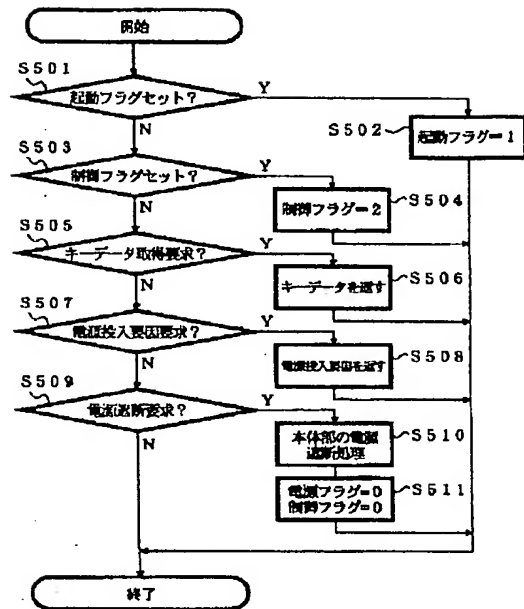 開始
S501
起動フラグセット?
Y
N
S502
起動フラグ=1
S503
制御フラグセット?
Y
N
S504
制御フラグ=2
S505
キーデータ取得要求?
Y
N
S506
キーデータを返す
S507
電源投入要因要求?
Y
N
S508
電源投入要因を返す
S509
電源遮断要求?
Y
N
S510
本体部の電源
遮断処理
S511
電源フラグ=0
制御フラグ=0
終了